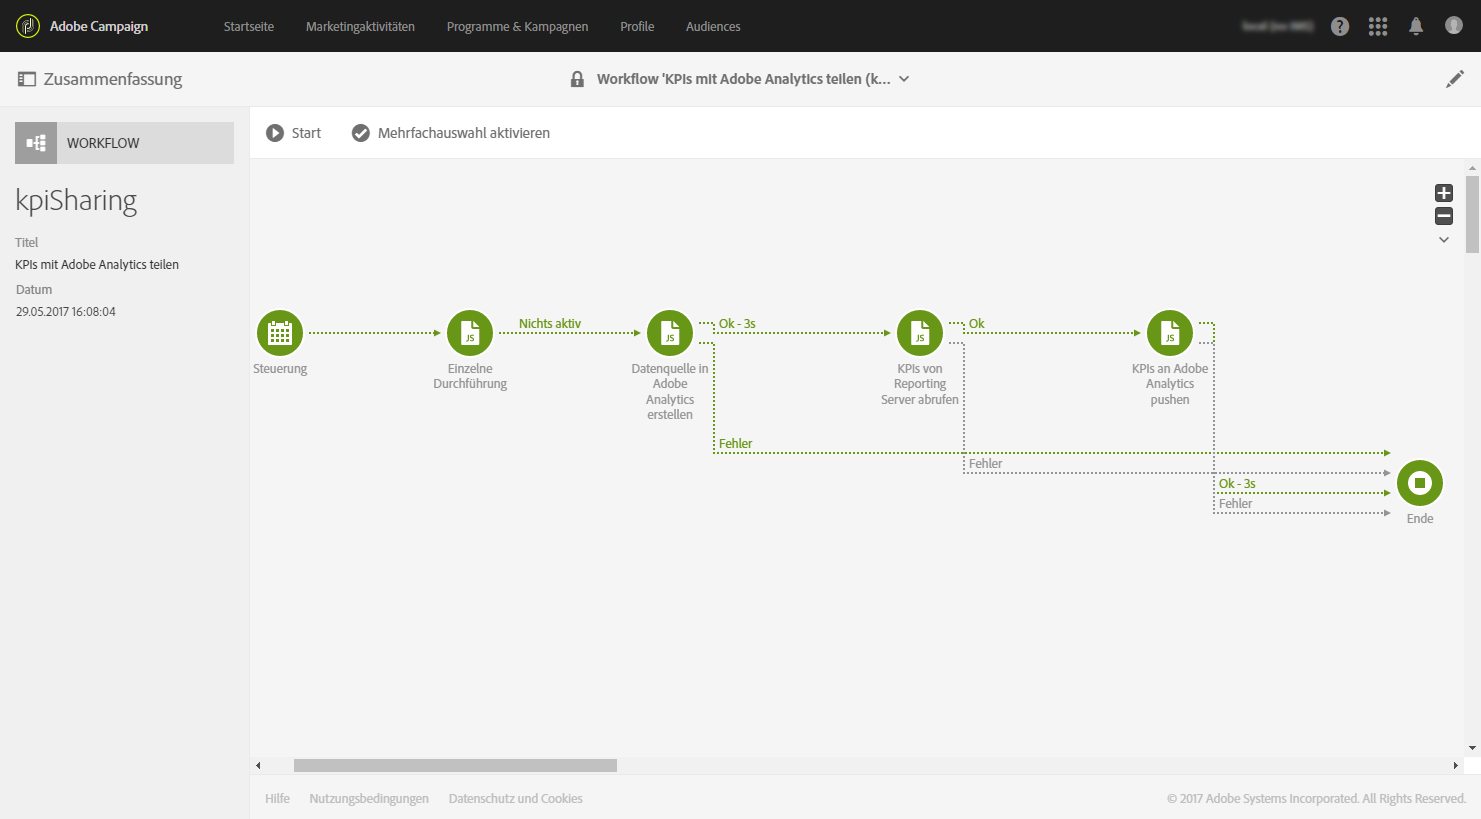 Adobe Campaign
Startseite
Marketingaktivitäten
Programme & Kampagnen
Profile
Audiences
?
Zusammenfassung
Workflow 'KPIs mit Adobe Analytics teilen (k...
WORKFLOW
Start
Mehrfachauswahl aktivieren
kpiSharing
Titel
KPIs mit Adobe Analytics teilen
Datum
29.05.2017 16:08:04
Steuerung
JS
Einzelne
Durchführung
Nichts aktiv
JS
Datenquelle in
Adobe
Analytics
erstellen
Ok - 3s
JS
KPIs von
Reporting
Server abrufen
Ok
JS
KPIs an Adobe
Analytics
pushen
Fehler
Fehler
Ok - 3s
Fehler
Ende
Hilfe
Nutzungsbedingungen
Datenschutz und Cookies
© 2017 Adobe Systems Incorporated. All Rights Reserved.